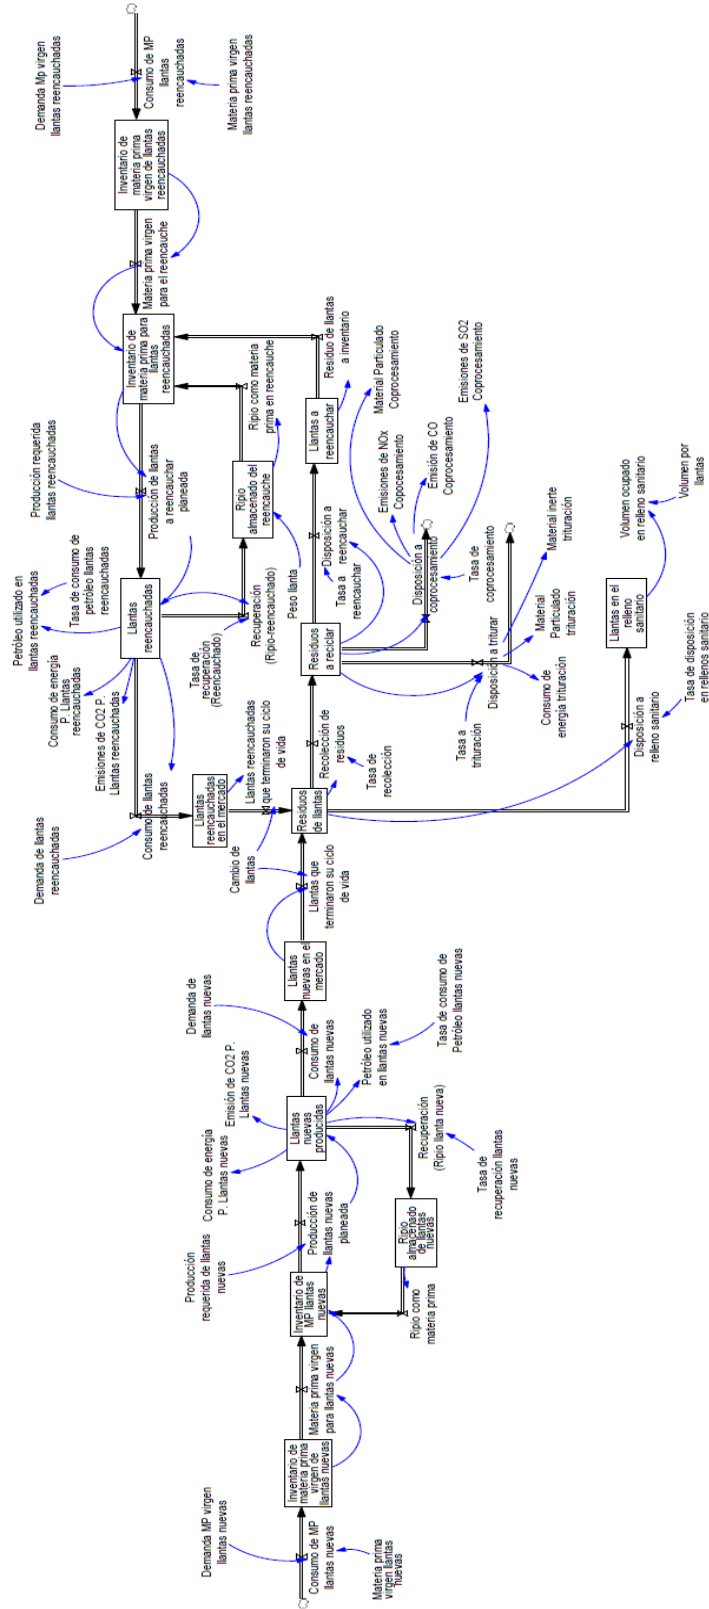 Demanda Mp virgen
llantas reencauchadas
Consumo de MP
llantas
reencauchadas
Materia prima virgen
llantas reencauchadas
Inventario de
materia prima
virgen de llantas
reencauchadas
Materia prima virgen
para el reencauche
Inventario de
materia prima para
llantas
reencauchadas
Producción requerida
llantas reencauchadas
Producción de llantas
a reencauchar
planeada
Ripio como materia
prima en reencauche
Ripio
almacenado del
reencauche
Peso llanta
Recuperación
(Ripio-reencauchado)
Tasa de
recuperación
(Reencauchado)
Llantas
reencauchadas
Petróleo utilizado en
llantas reencauchadas
Tasa de consumo de
petróleo llantas
reencauchadas
Consumo de energía
P. Llantas
reencauchadas
Emisiones de CO2 P.
Llantas reencauchadas
Consumo de llantas
reencauchadas
Demanda de llantas
reencauchadas
Llantas
reencauchadas
en el mercado
Llantas reencauchadas
que terminaron su ciclo
de vida
Cambio de
llantas
Residuo de llantas
a inventario
Llantas a
reencauchar
Disposición a
reencauchar
Tasa a
reencauchar
Material Particulado
Coprocesamiento
Emisiones de NOx
Copocesamiento
Emisión de CO
Coprocesamiento
Emisiones de SO2
Coprocesamiento
Disposición a
coprocesamiento
Tasa de
coprocesamiento
Residuos
a reciclar
Material inerte
trituración
Material
Particulado
trituración
Disposición a triturar
Consumo de
energía trituración
Tasa a
trituración
Recolección de
residuos
Tasa de
recolección
Residuos
de llantas
Volumen por
llantas
Volumen ocupado
en relleno sanitario
Llantas en el
relleno
sanitario
Disposición a
relleno sanitario
Tasa de disposición
en rellenos sanitario
Llantas que
terminaron su ciclo
de vida
Llantas
nuevas en el
mercado
Demanda de
llantas nuevas
Consumo de
llantas nuevas
Petróleo utilizado
en llantas nuevas
Tasa de consumo de
Petróleo llantas nuevas
Emisión de CO2 P.
Llantas nuevas
Consumo de energía
P. Llantas nuevas
Llantas
nuevas
producidas
Recuperación
(Ripio llanta nueva)
Tasa de
recuperación llantas
nuevas
Producción
requerida de llantas
nuevas
Producción de
llantas nuevas
planeada
Ripio
almacenado
de llantas
nuevas
Ripio como
materia prima
Inventario de
MP llantas
nuevas
Materia prima virgen
para llantas nuevas
Inventario de
materia prima
virgen de
llantas nuevas
Demanda MP virgen
llantas nuevas
Consumo de MP
llantas nuevas
Materia prima
virgen llantas
nuevas